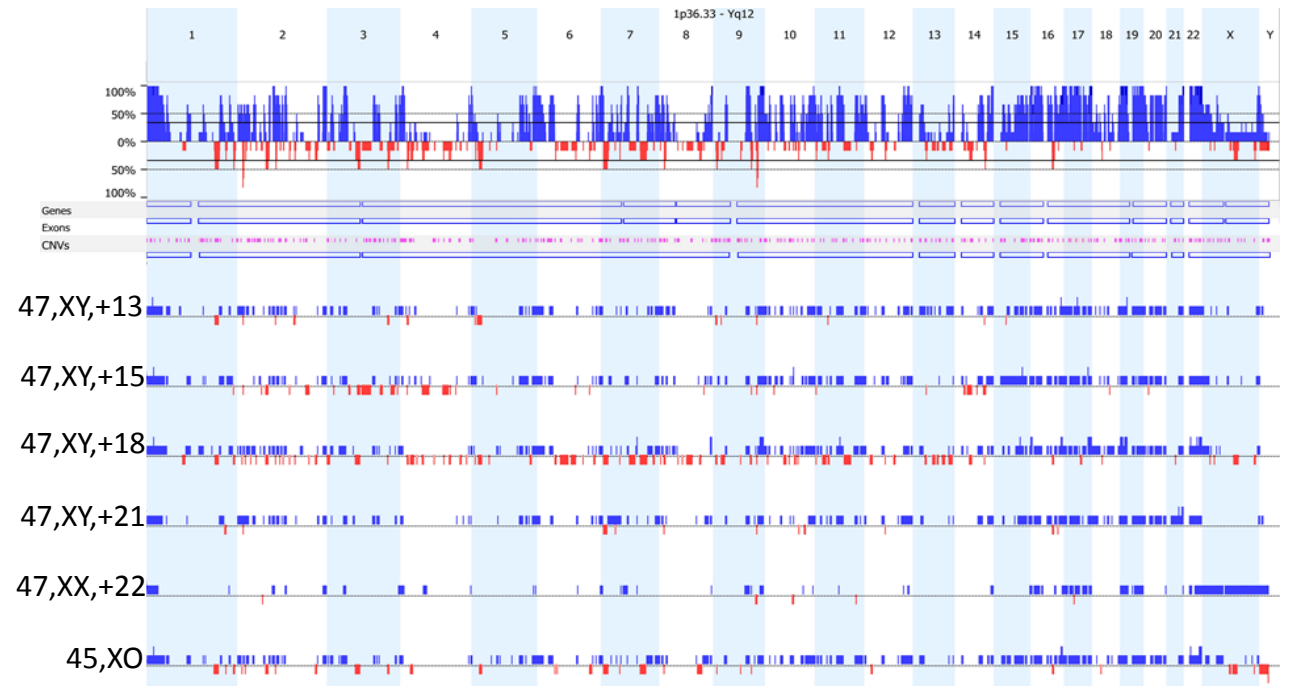 1p36.33 - Yq12
1 2 3 4 5 6 7 8 9 10 11 12 13 14 15 16 17 18 19 20 21 22 X Y
100%
50%
0%
50%
100%
Genes
Exons
CNVs
47,XY,+13
47,XY,+15
47,XY,+18
47,XY,+21
47,XX,+22
45,XO